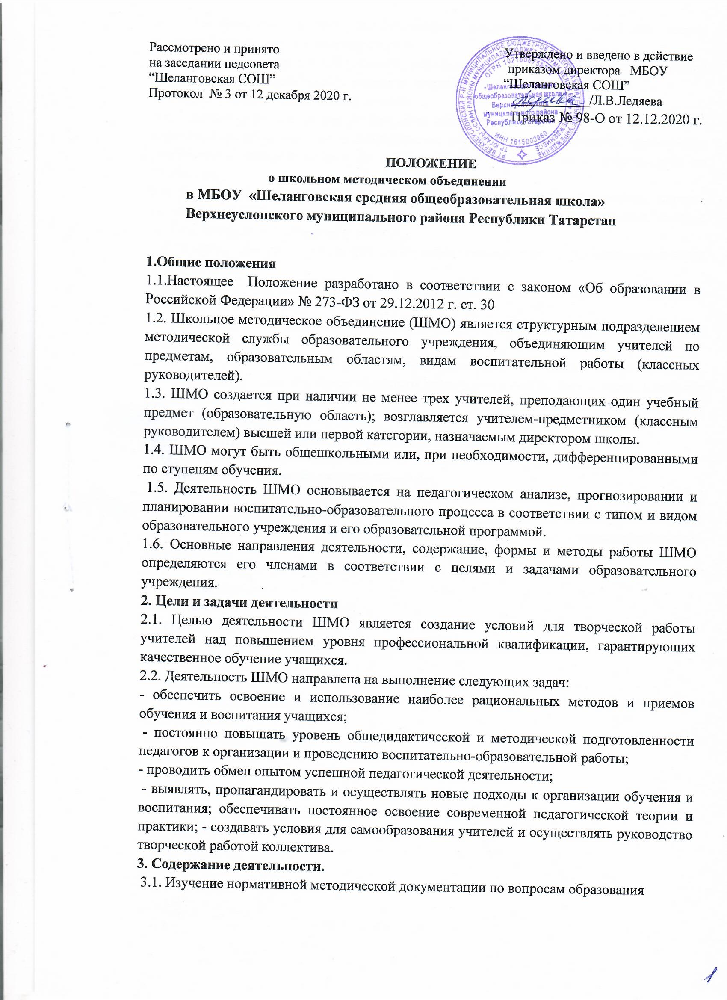 Рассмотрено и принято
на заседании педсовета
“Шеланговская СОШ”
Протокол № 3 от 12 декабря 2020 г.
Утверждено и введено в действие
приказом директора МБОУ
“Шеланговская СОШ”
/Л.В.Ледяева
Приказ № 98-О от 12.12.2020 г.
общеобразовательная школа
муниципального района
ИНН 1615003960
ПОЛОЖЕНИЕ
о школьном методическом объединении
в МБОУ «Шеланговская средняя общеобразовательная школа»
Верхнеуслонского муниципального района Республики Татарстан
1.Общие положения
1.1.Настоящее Положение разработано в соответствии с законом «Об образовании в
Российской Федерации» № 273-ФЗ от 29.12.2012 г. ст. 30
1.2. Школьное методическое объединение (ШМО) является структурным подразделением
методической службы образовательного учреждения, объединяющим учителей по
предметам, образовательным областям, видам воспитательной работы (классных
руководителей).
1.3. ШМО создается при наличии не менее трех учителей, преподающих один учебный
предмет (образовательную область); возглавляется учителем-предметником (классным
руководителем) высшей или первой категории, назначаемым директором школы.
1.4. ШМО могут быть общешкольными или, при необходимости, дифференцированными
по ступеням обучения.
1.5. Деятельность ШМО основывается на педагогическом анализе, прогнозировании и
планировании воспитательно-образовательного процесса в соответствии с типом и видом
образовательного учреждения и его образовательной программой.
1.6. Основные направления деятельности, содержание, формы и методы работы ШМО
определяются его членами в соответствии с целями и задачами образовательного
учреждения.
2. Цели и задачи деятельности
2.1. Целью деятельности ШМО является создание условий для творческой работы
учителей над повышением уровня профессиональной квалификации, гарантирующих
качественное обучение учащихся.
2.2. Деятельность ШМО направлена на выполнение следующих задач:
- обеспечить освоение и использование наиболее рациональных методов и приемов
обучения и воспитания учащихся;
- постоянно повышать уровень общедидактической и методической подготовленности
педагогов к организации и проведению воспитательно-образовательной работы;
- проводить обмен опытом успешной педагогической деятельности;
- выявлять, пропагандировать и осуществлять новые подходы к организации обучения и
воспитания; обеспечивать постоянное освоение современной педагогической теории и
практики; - создавать условия для самообразования учителей и осуществлять руководство
творческой работой коллектива.
3. Содержание деятельности.
3.1. Изучение нормативной методической документации по вопросам образования
1